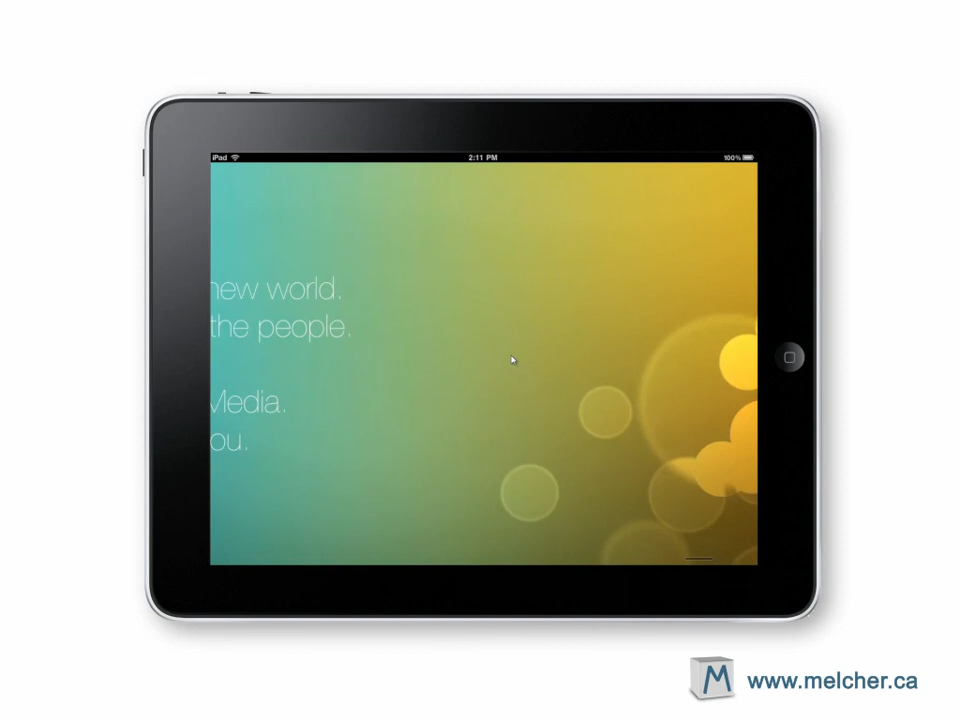 iPad 2:11 PM 100%
new world.
the people.
Media.
ou.
M www.melcher.ca